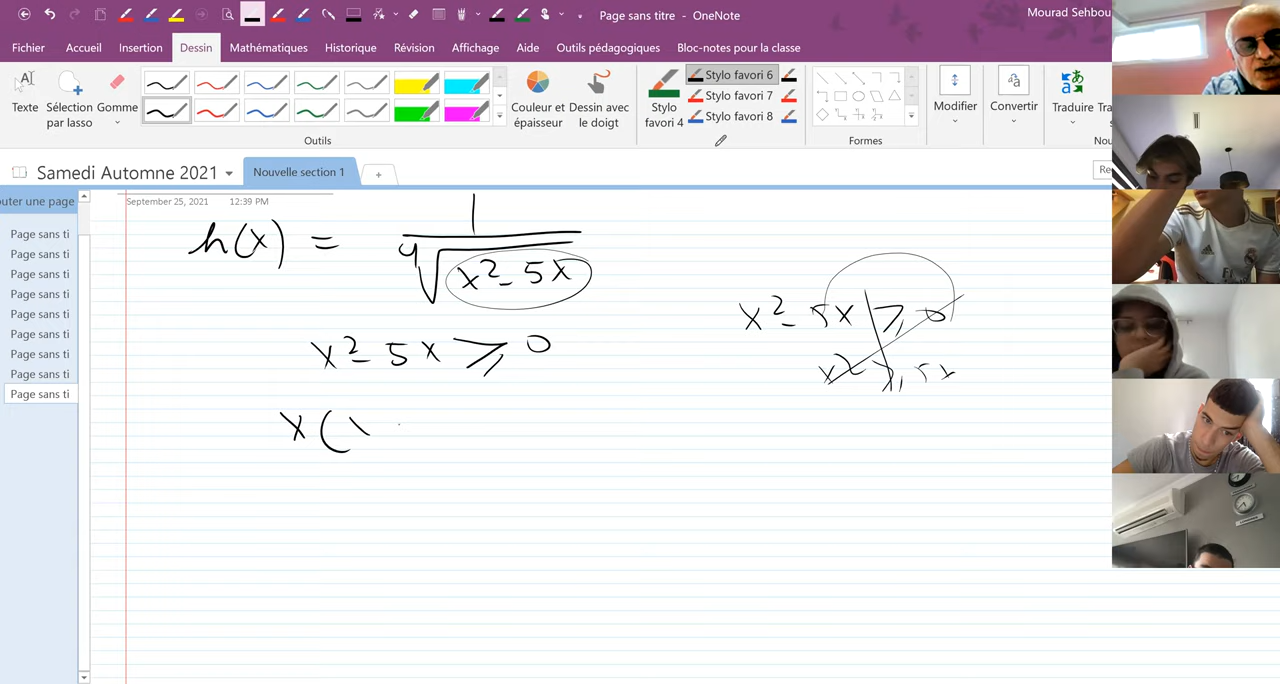 Page sans titre - OneNote
Mourad Sehbou
Fichier Accueil Insertion Dessin Mathématiques Historique Révision Affichage Aide Outils pédagogiques Bloc-notes pour la classe
Texte
Sélection par lasso
Gomme
Outils
Couleur et épaisseur
Dessin avec le doigt
Stylo favori 4
Stylo favori 6
Stylo favori 7
Stylo favori 8
Formes
Modifier
Convertir
Traduire
Samedi Automne 2021
Nouvelle section 1
outer une page
Page sans ti
Page sans ti
Page sans ti
Page sans ti
Page sans ti
Page sans ti
Page sans ti
Page sans ti
Page sans ti
September 25, 2021 12:39 PM
h(x) = 1 / ⁴√(x² - 5x)
x² - 5x ≥ 0
x² - 5x ≥ 0
x² ≥ 5x
x (